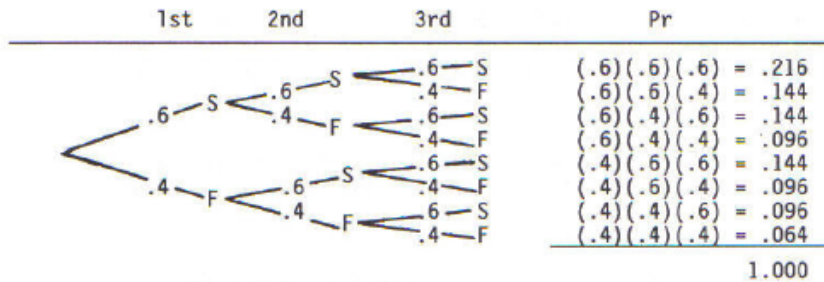 1st 2nd 3rd Pr
.6 S (.6)(.6)(.6) = .216
.6 S .4 F (.6)(.6)(.4) = .144
.6 S .4 F .6 S (.6)(.4)(.6) = .144
.4 F (.6)(.4)(.4) = .096
.6 S (.4)(.6)(.6) = .144
.4 F .6 S .4 F (.4)(.6)(.4) = .096
.4 F 6 S (.4)(.4)(.6) = .096
.4 F (.4)(.4)(.4) = .064
1.000